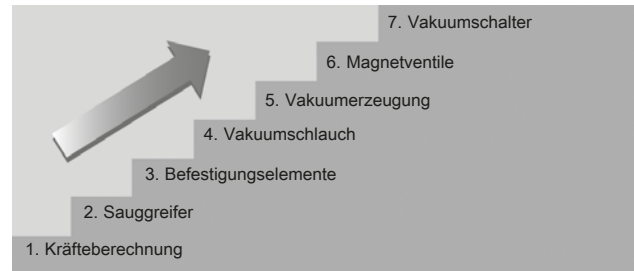 7. Vakuumschalter
6. Magnetventile
5. Vakuumerzeugung
4. Vakuumschlauch
3. Befestigungselemente
2. Sauggreifer
1. Kräfteberechnung